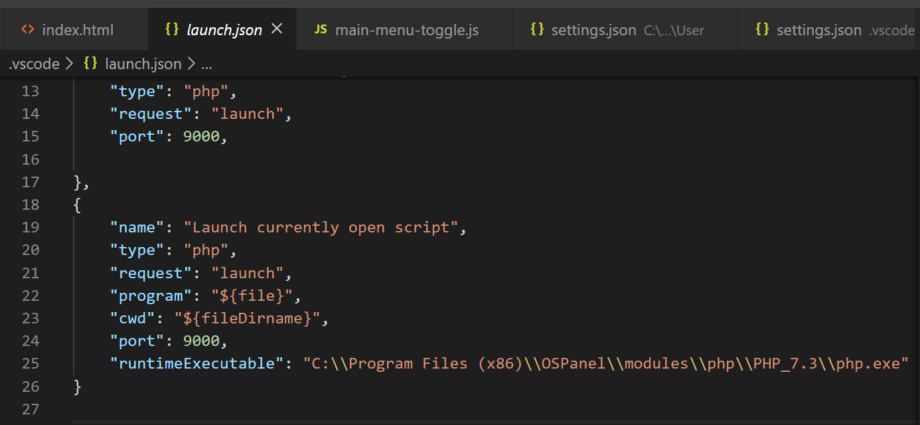 <> index.html {} launch.json × JS main-menu-toggle.js {} settings.json C:\...\User {} settings.json .vscode
.vscode > {} launch.json > ...
13 "type": "php",
14 "request": "launch",
15 "port": 9000,
16
17 },
18 {
19 "name": "Launch currently open script",
20 "type": "php",
21 "request": "launch",
22 "program": "${file}",
23 "cwd": "${fileDirname}",
24 "port": 9000,
25 "runtimeExecutable": "C:\\Program Files (x86)\\OSPanel\\modules\\php\\PHP_7.3\\php.exe"
26 }
27